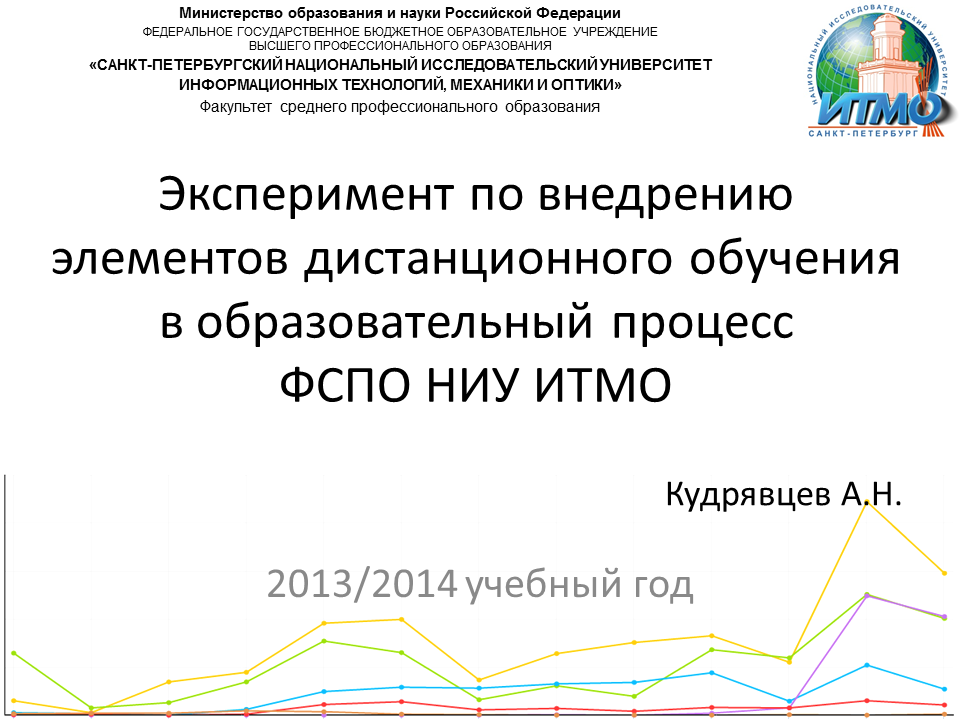 Министерство образования и науки Российской Федерации
ФЕДЕРАЛЬНОЕ ГОСУДАРСТВЕННОЕ БЮДЖЕТНОЕ ОБРАЗОВАТЕЛЬНОЕ УЧРЕЖДЕНИЕ
ВЫСШЕГО ПРОФЕССИОНАЛЬНОГО ОБРАЗОВАНИЯ
«САНКТ-ПЕТЕРБУРГСКИЙ НАЦИОНАЛЬНЫЙ ИССЛЕДОВАТЕЛЬСКИЙ УНИВЕРСИТЕТ
ИНФОРМАЦИОННЫХ ТЕХНОЛОГИЙ, МЕХАНИКИ И ОПТИКИ»
Факультет среднего профессионального образования
НАЦИОНАЛЬНЫЙ ИССЛЕДОВАТЕЛЬСКИЙ УНИВЕРСИТЕТ
ИТМО
САНКТ-ПЕТЕРБУРГ
Эксперимент по внедрению
элементов дистанционного обучения
в образовательный процесс
ФСПО НИУ ИТМО
Кудрявцев А.Н.
2013/2014 учебный год